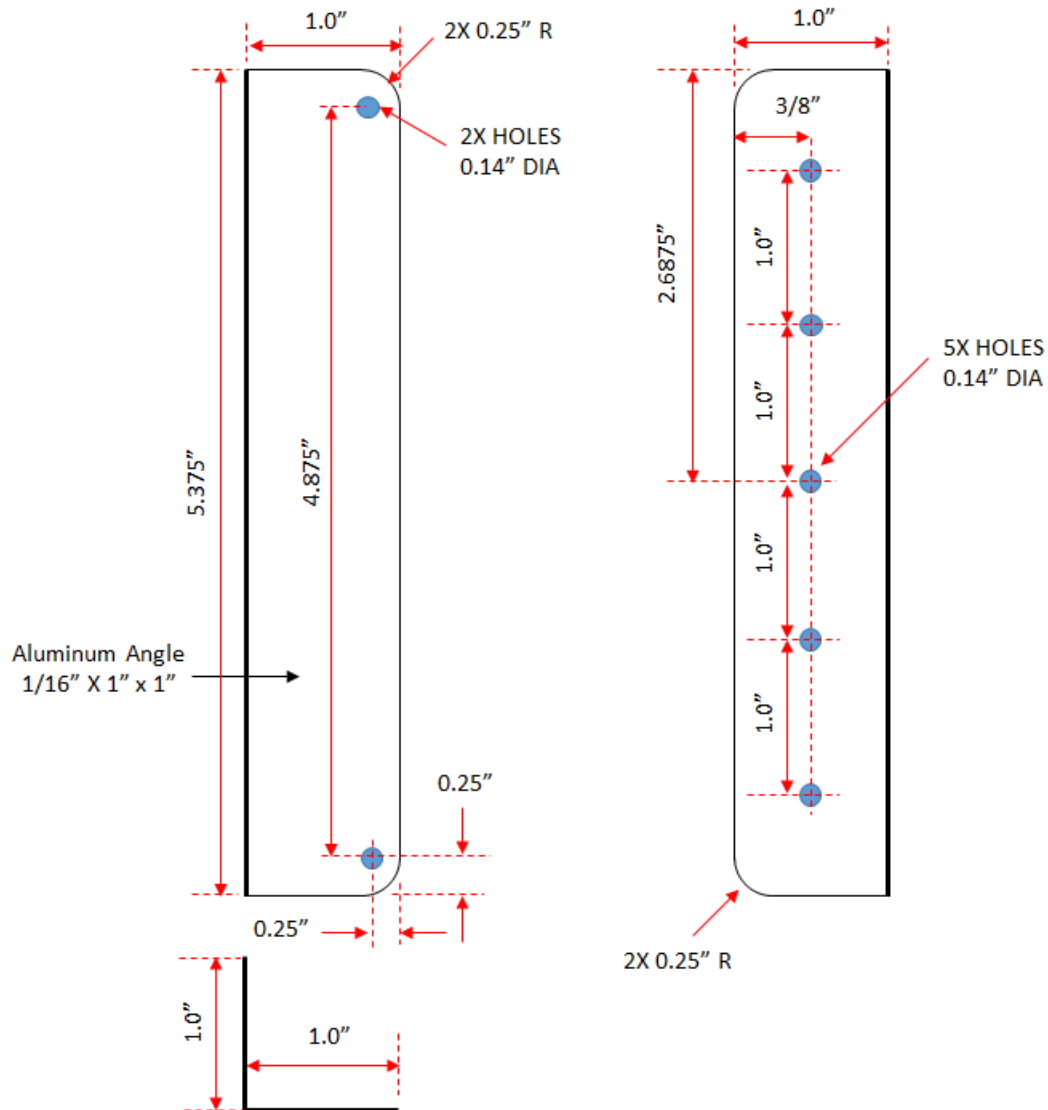 1.0”
2X 0.25” R
2X HOLES
0.14” DIA
5.375”
4.875”
Aluminum Angle
1/16” X 1” x 1”
0.25”
0.25”
1.0”
1.0”
1.0”
3/8”
2.6875”
1.0”
1.0”
5X HOLES
0.14” DIA
1.0”
1.0”
2X 0.25” R